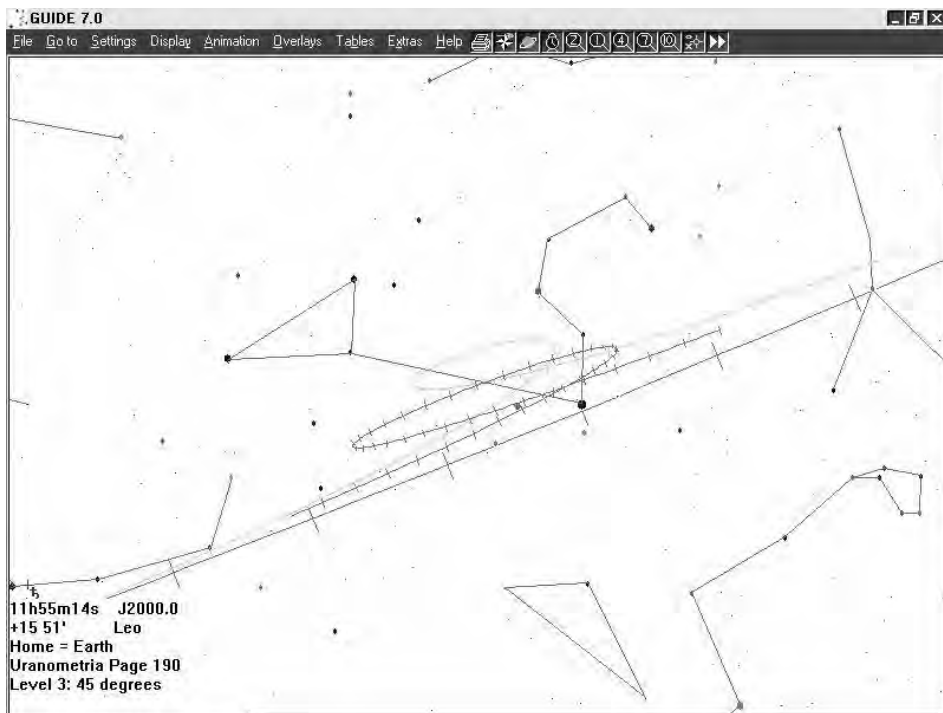 GUIDE 7.0
File Go to Settings Display Animation Overlays Tables Extras Help
11h55m14s J2000.0
+15 51' Leo
Home = Earth
Uranometria Page 190
Level 3: 45 degrees